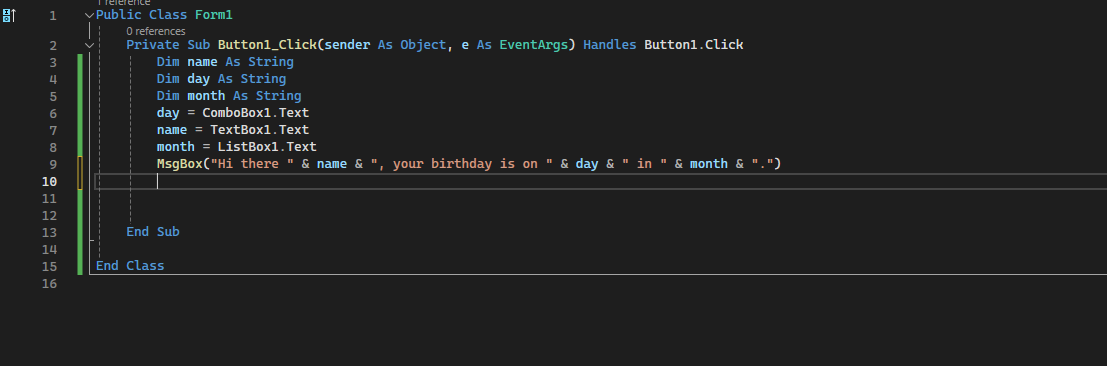 1 reference
1 Public Class Form1
0 references
2 Private Sub Button1_Click(sender As Object, e As EventArgs) Handles Button1.Click
3 Dim name As String
4 Dim day As String
5 Dim month As String
6 day = ComboBox1.Text
7 name = TextBox1.Text
8 month = ListBox1.Text
9 MsgBox("Hi there " & name & ", your birthday is on " & day & " in " & month & ".")
10
11
12
13 End Sub
14
15 End Class
16